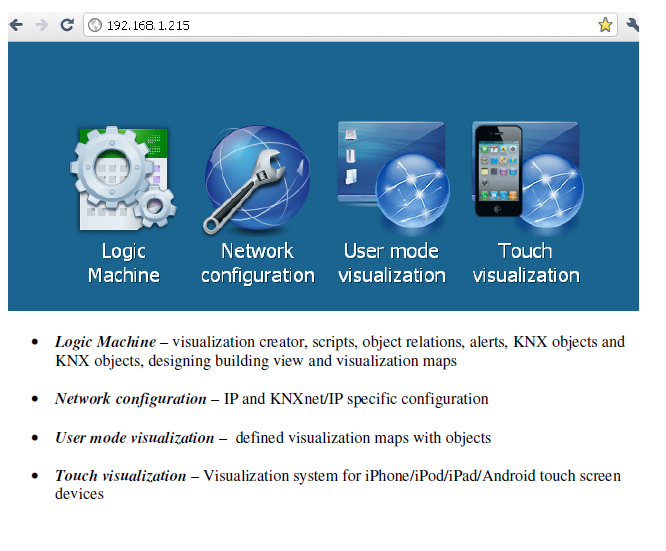 192.168.1.215
Logic
Machine
Network
configuration
User mode
visualization
Touch
visualization
• Logic Machine – visualization creator, scripts, object relations, alerts, KNX objects and
KNX objects, designing building view and visualization maps
• Network configuration – IP and KNXnet/IP specific configuration
• User mode visualization – defined visualization maps with objects
• Touch visualization – Visualization system for iPhone/iPod/iPad/Android touch screen
devices